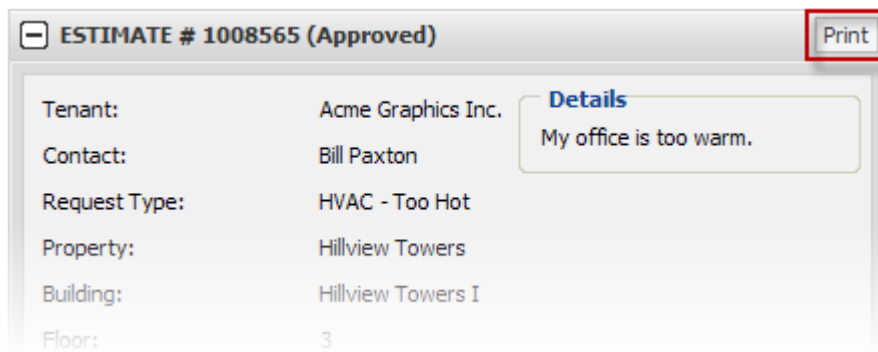 ESTIMATE # 1008565 (Approved) Print
Tenant: Acme Graphics Inc.
Contact: Bill Paxton
Request Type: HVAC - Too Hot
Property: Hillview Towers
Building: Hillview Towers I
Floor: 3
Details
My office is too warm.